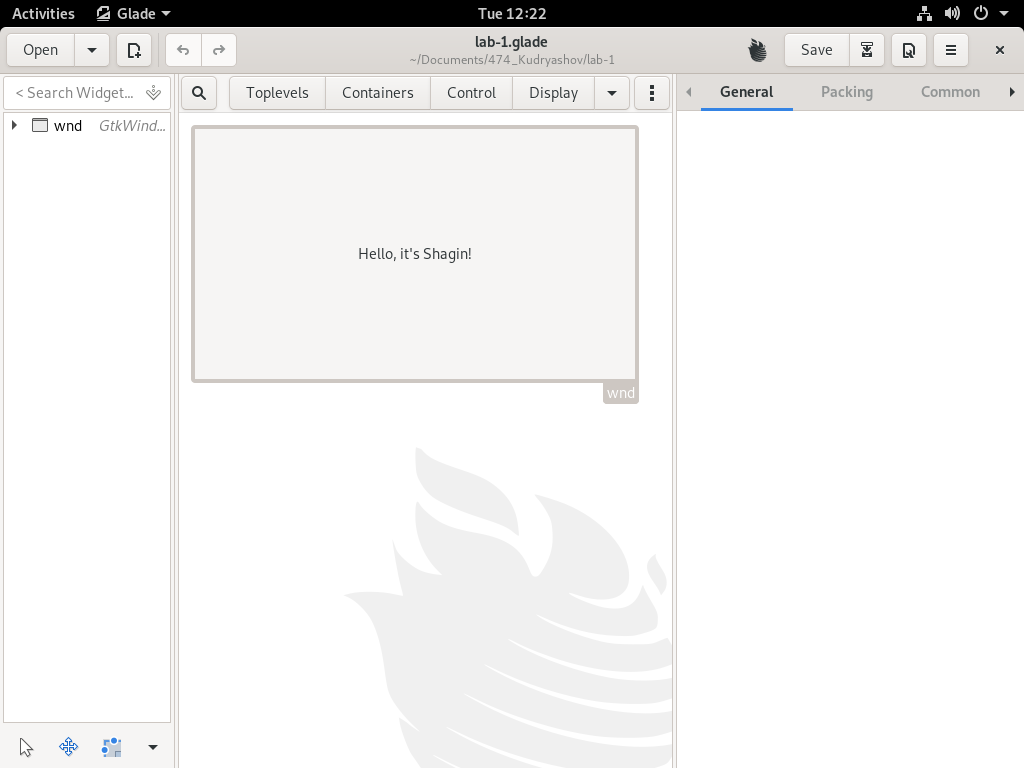 Activities Glade Tue 12:22
Open lab-1.glade Save
~/Documents/474_Kudryashov/lab-1
< Search Widget... Toplevels Containers Control Display General Packing Common
wnd GtkWind...
Hello, it's Shagin!
wnd